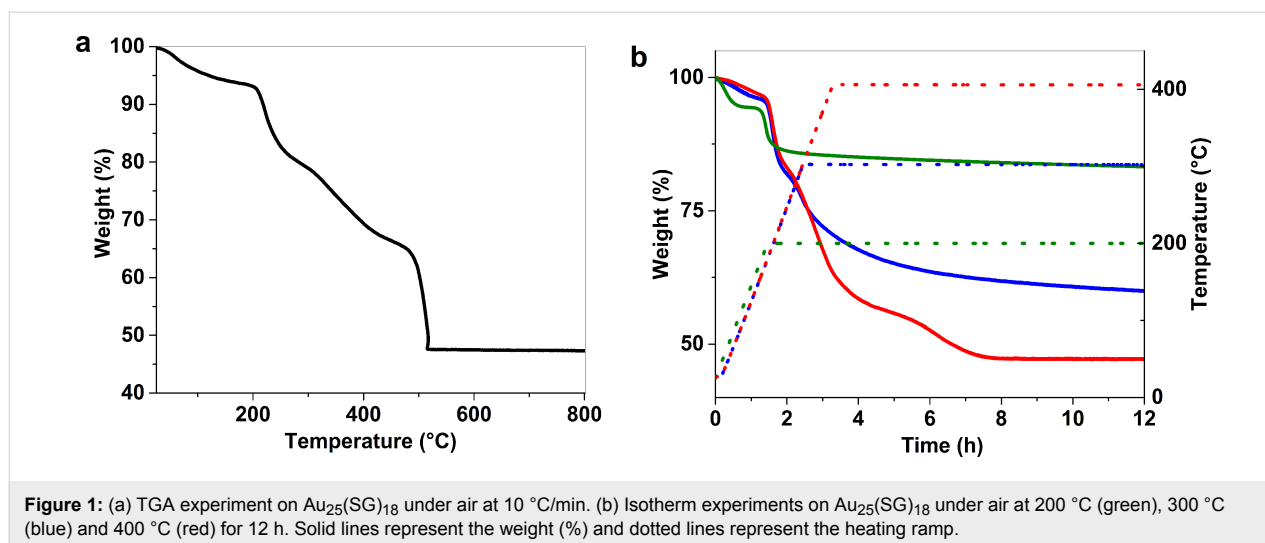 a
100
90
80
70
60
50
40
Weight (%)
200
400
600
800
Temperature (°C)
b
100
75
50
Weight (%)
400
200
0
Temperature (°C)
0
2
4
6
8
10
12
Time (h)
Figure 1: (a) TGA experiment on Au₂₅(SG)₁₈ under air at 10 °C/min. (b) Isotherm experiments on Au₂₅(SG)₁₈ under air at 200 °C (green), 300 °C
(blue) and 400 °C (red) for 12 h. Solid lines represent the weight (%) and dotted lines represent the heating ramp.